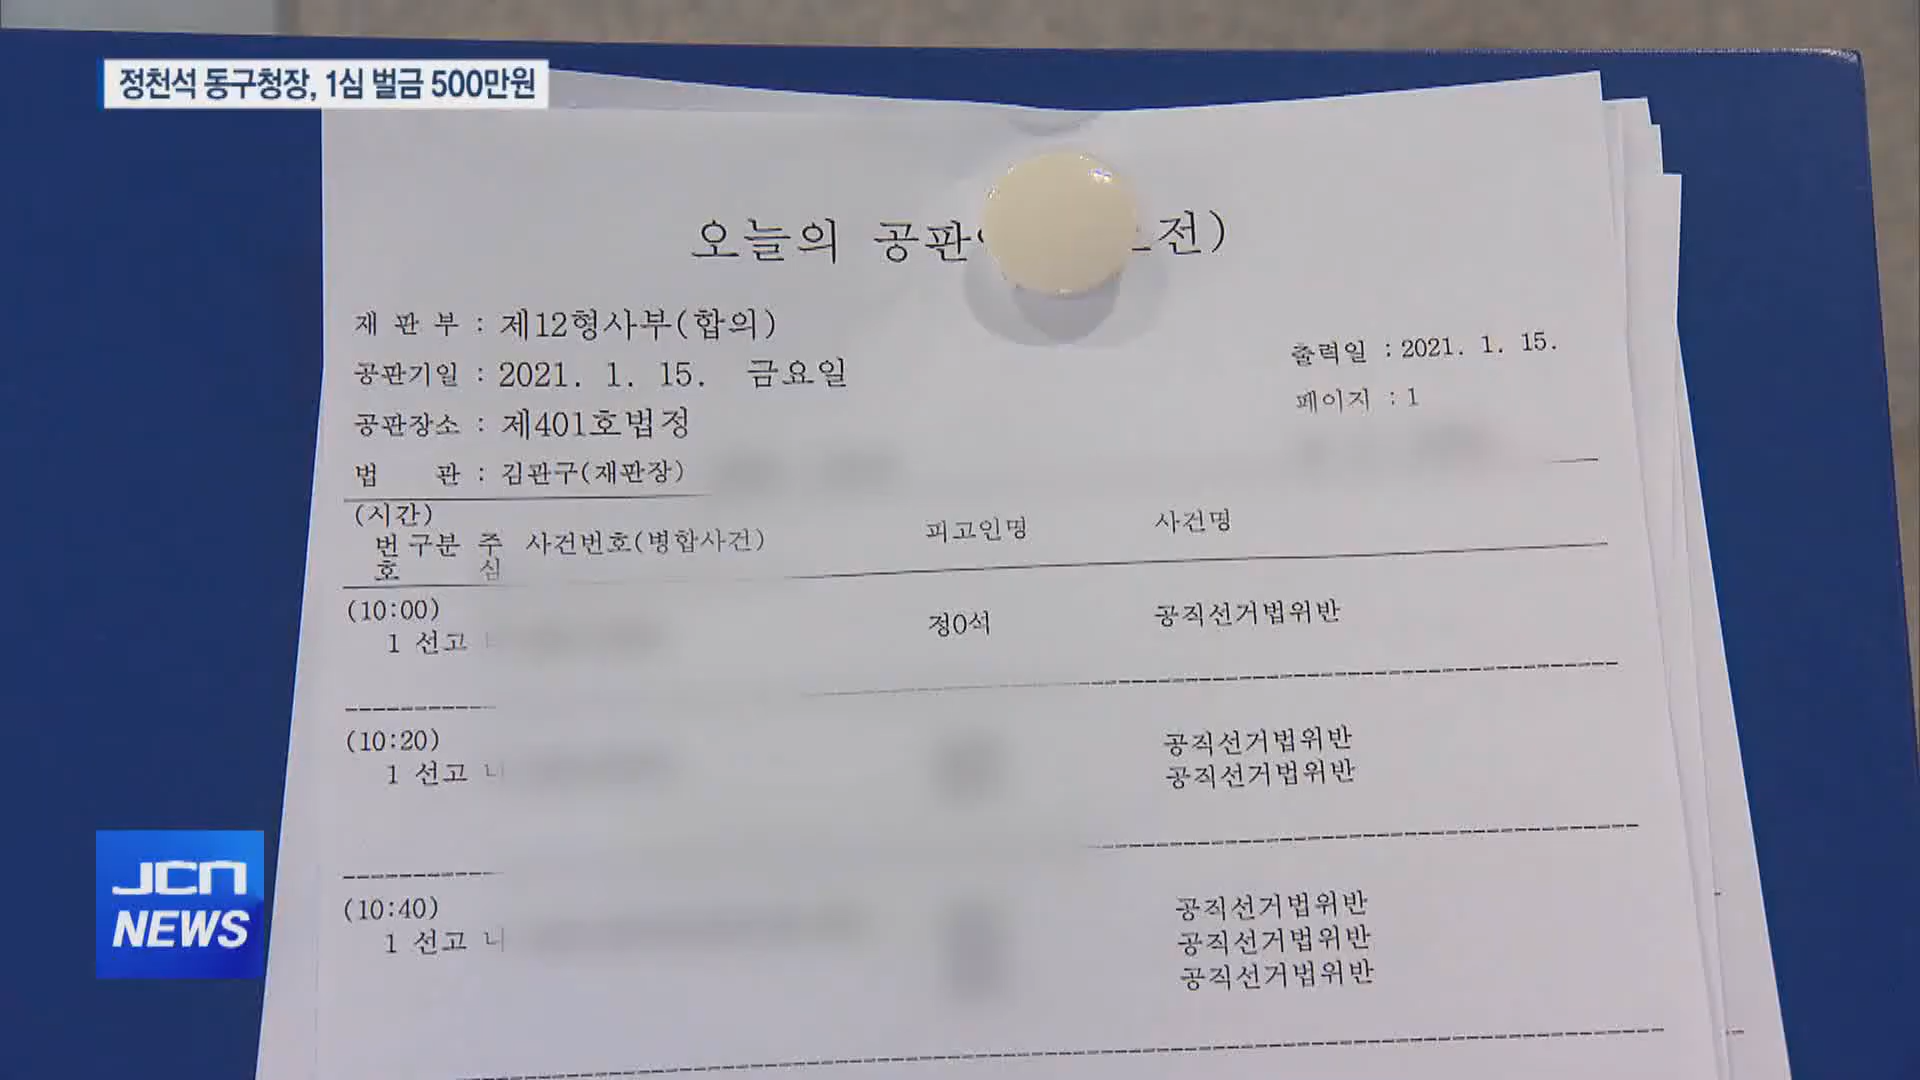 정천석 동구청장, 1심 벌금 500만원
오늘의 공판 전)
재 판 부 : 제12형사부(합의)
공판기일 : 2021. 1. 15. 금요일
출력일 : 2021. 1. 15.
공판장소 : 제401호법정
페이지 : 1
법 관 : 김관구(재판장)
(시간)
번 구분 주 사건번호(병합사건) 피고인명 사건명
호 심
(10:00)
1 선고 정0석 공직선거법위반
(10:20)
공직선거법위반
1 선고 나 공직선거법위반
(10:40)
공직선거법위반
1 선고 나 공직선거법위반
공직선거법위반
JCN
NEWS